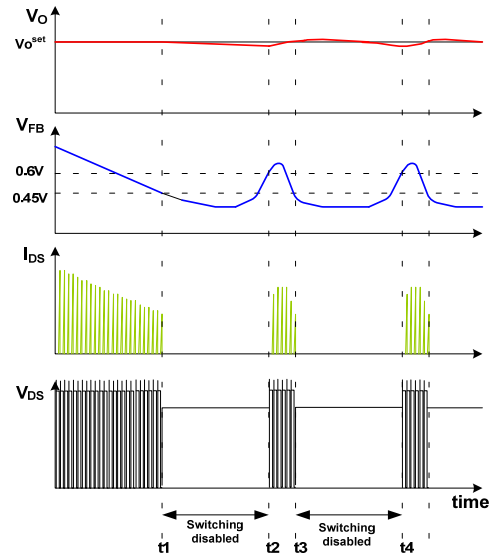 VO
Voset
VFB
0.6V
0.45V
IDS
VDS
time
Switching disabled
Switching disabled
t1
t2
t3
t4